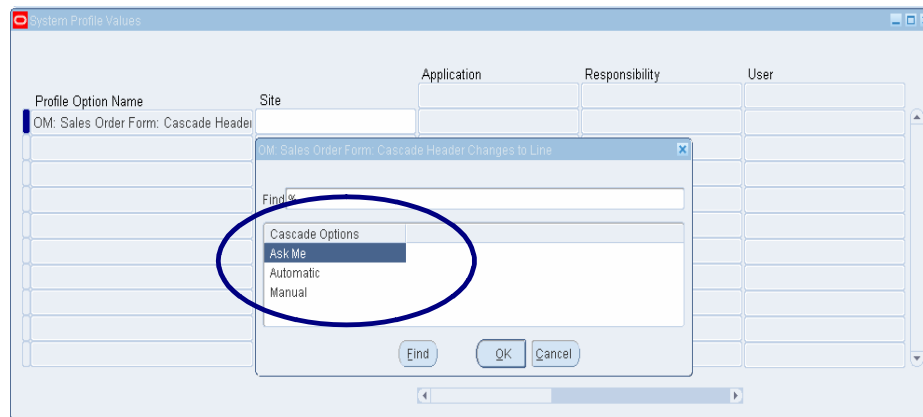 System Profile Values
Application Responsibility User
Profile Option Name Site
OM: Sales Order Form: Cascade Header
OM: Sales Order Form: Cascade Header Changes to Line
Find %
Cascade Options
Ask Me
Automatic
Manual
Find OK Cancel